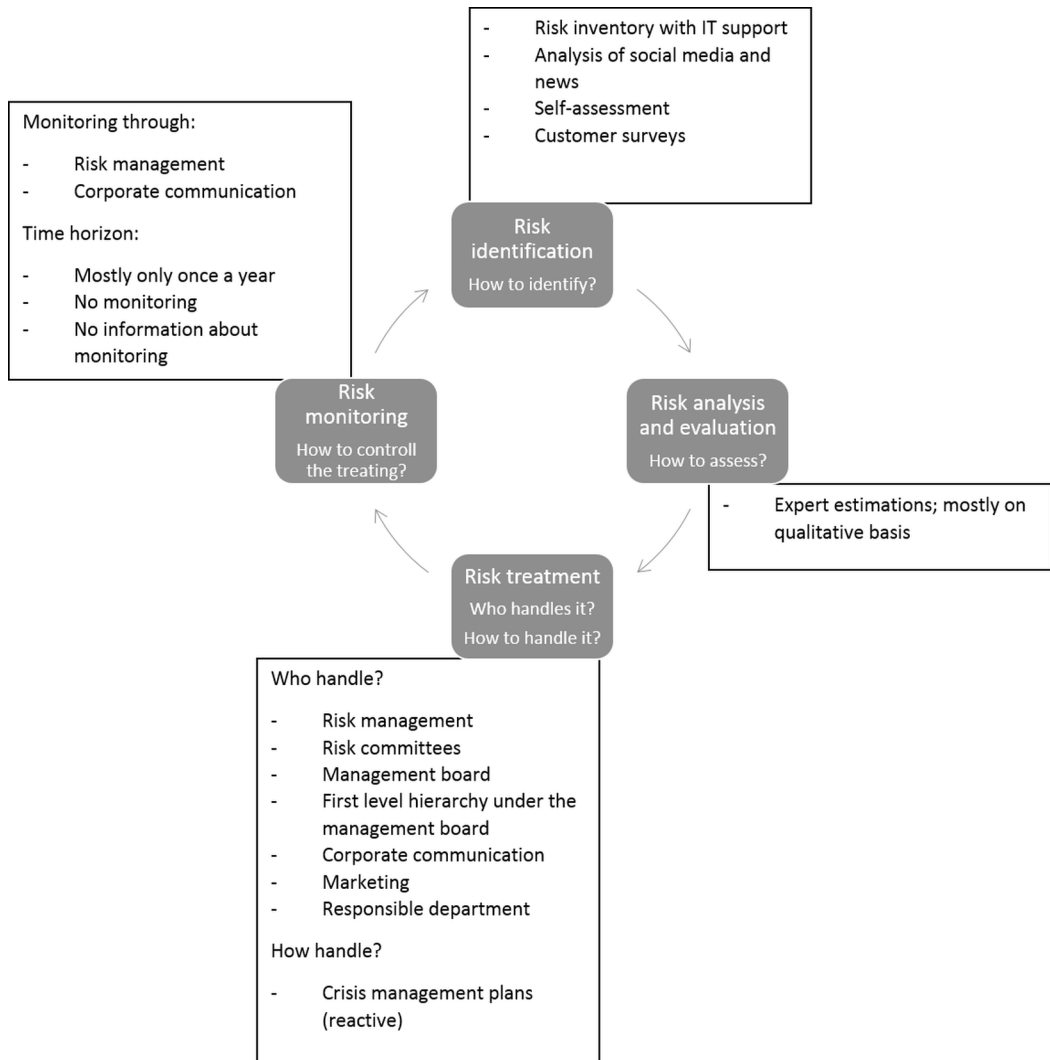 - Risk inventory with IT support
- Analysis of social media and
news
- Self-assessment
- Customer surveys
Monitoring through:
- Risk management
- Corporate communication
Time horizon:
- Mostly only once a year
- No monitoring
- No information about
monitoring
Risk
identification
How to identify?
Risk
monitoring
How to controll
the treating?
Risk analysis
and evaluation
How to assess?
- Expert estimations; mostly on
qualitative basis
Risk treatment
Who handles it?
How to handle it?
Who handle?
- Risk management
- Risk committees
- Management board
- First level hierarchy under the
management board
- Corporate communication
- Marketing
- Responsible department
How handle?
- Crisis management plans
(reactive)